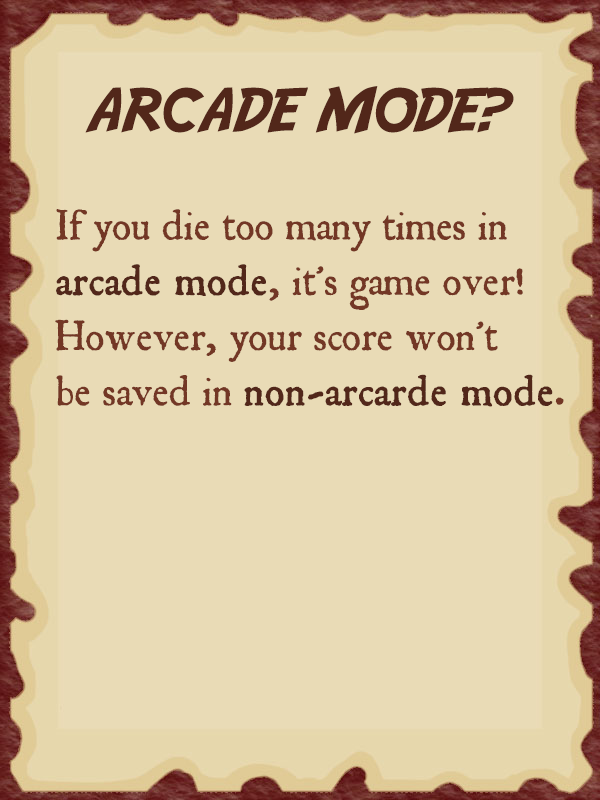 ARCADE MODE?
If you die too many times in
arcade mode, it's game over!
However, your score won't
be saved in non-arcarde mode.